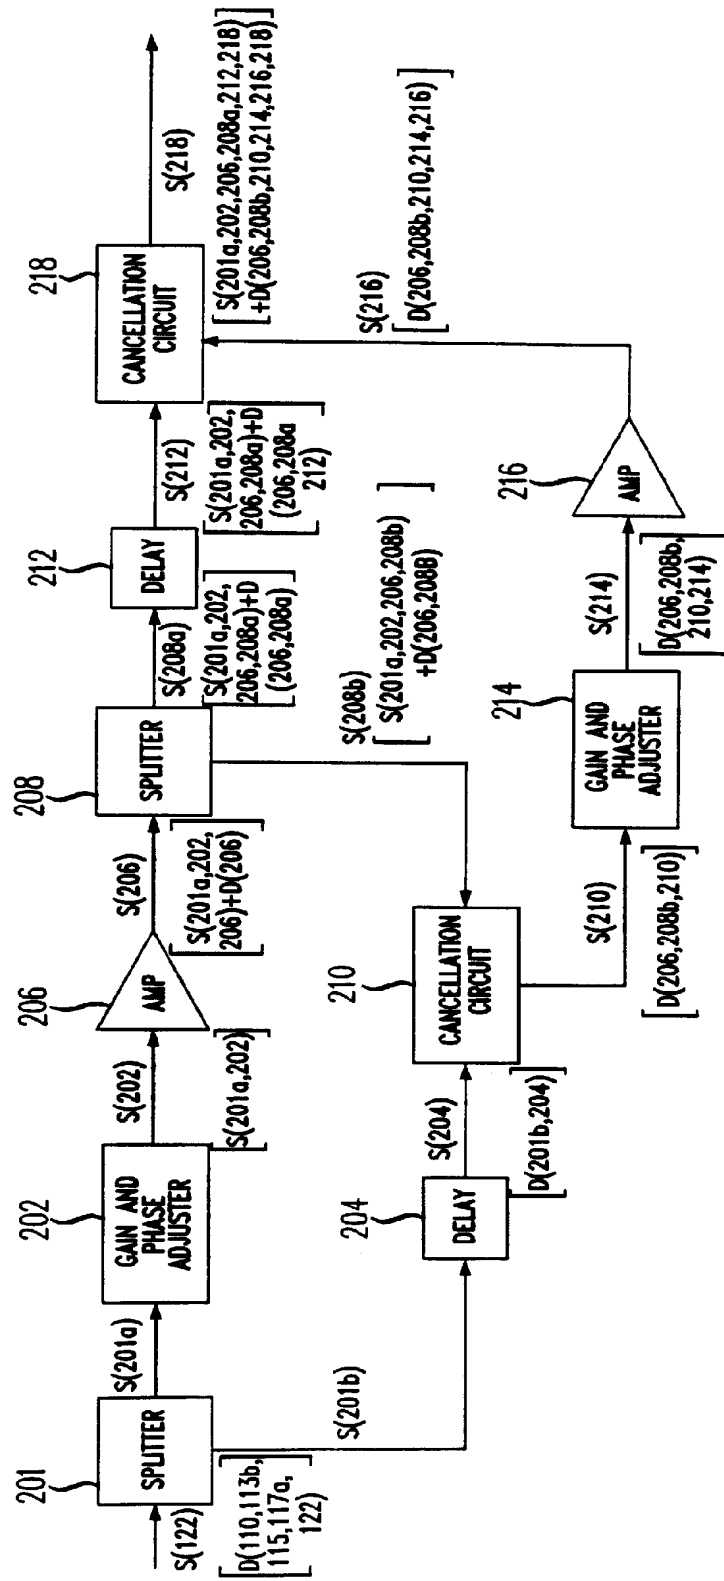 S(122)
[D(110,113b,
115,117a,
122)]
201
SPLITTER
S(201a)
S(201b)
202
GAIN AND
PHASE
ADJUSTER
S(202)
[S(201a,202)]
204
DELAY
S(204)
[D(201b,204)]
206
AMP
S(206)
[S(201a,202,
206)+D(206)]
208
SPLITTER
S(208a)
[S(201a,202,
206,208a)+D
(206,208a)]
S(208b)
[S(201a,202,206,208b)
+D(206,208B)]
210
CANCELLATION
CIRCUIT
S(210)
[D(206,208b,210)]
212
DELAY
S(212)
[S(201a,202,
206,208a)+D
(206,208a
212)]
214
GAIN AND
PHASE
ADJUSTER
S(214)
[D(206,208b,
210,214)]
216
AMP
S(216)
[D(206,208b,210,214,216)]
218
CANCELLATION
CIRCUIT
S(218)
[S(201a,202,206,208a,212,218)
+D(206,208b,210,214,216,218)]